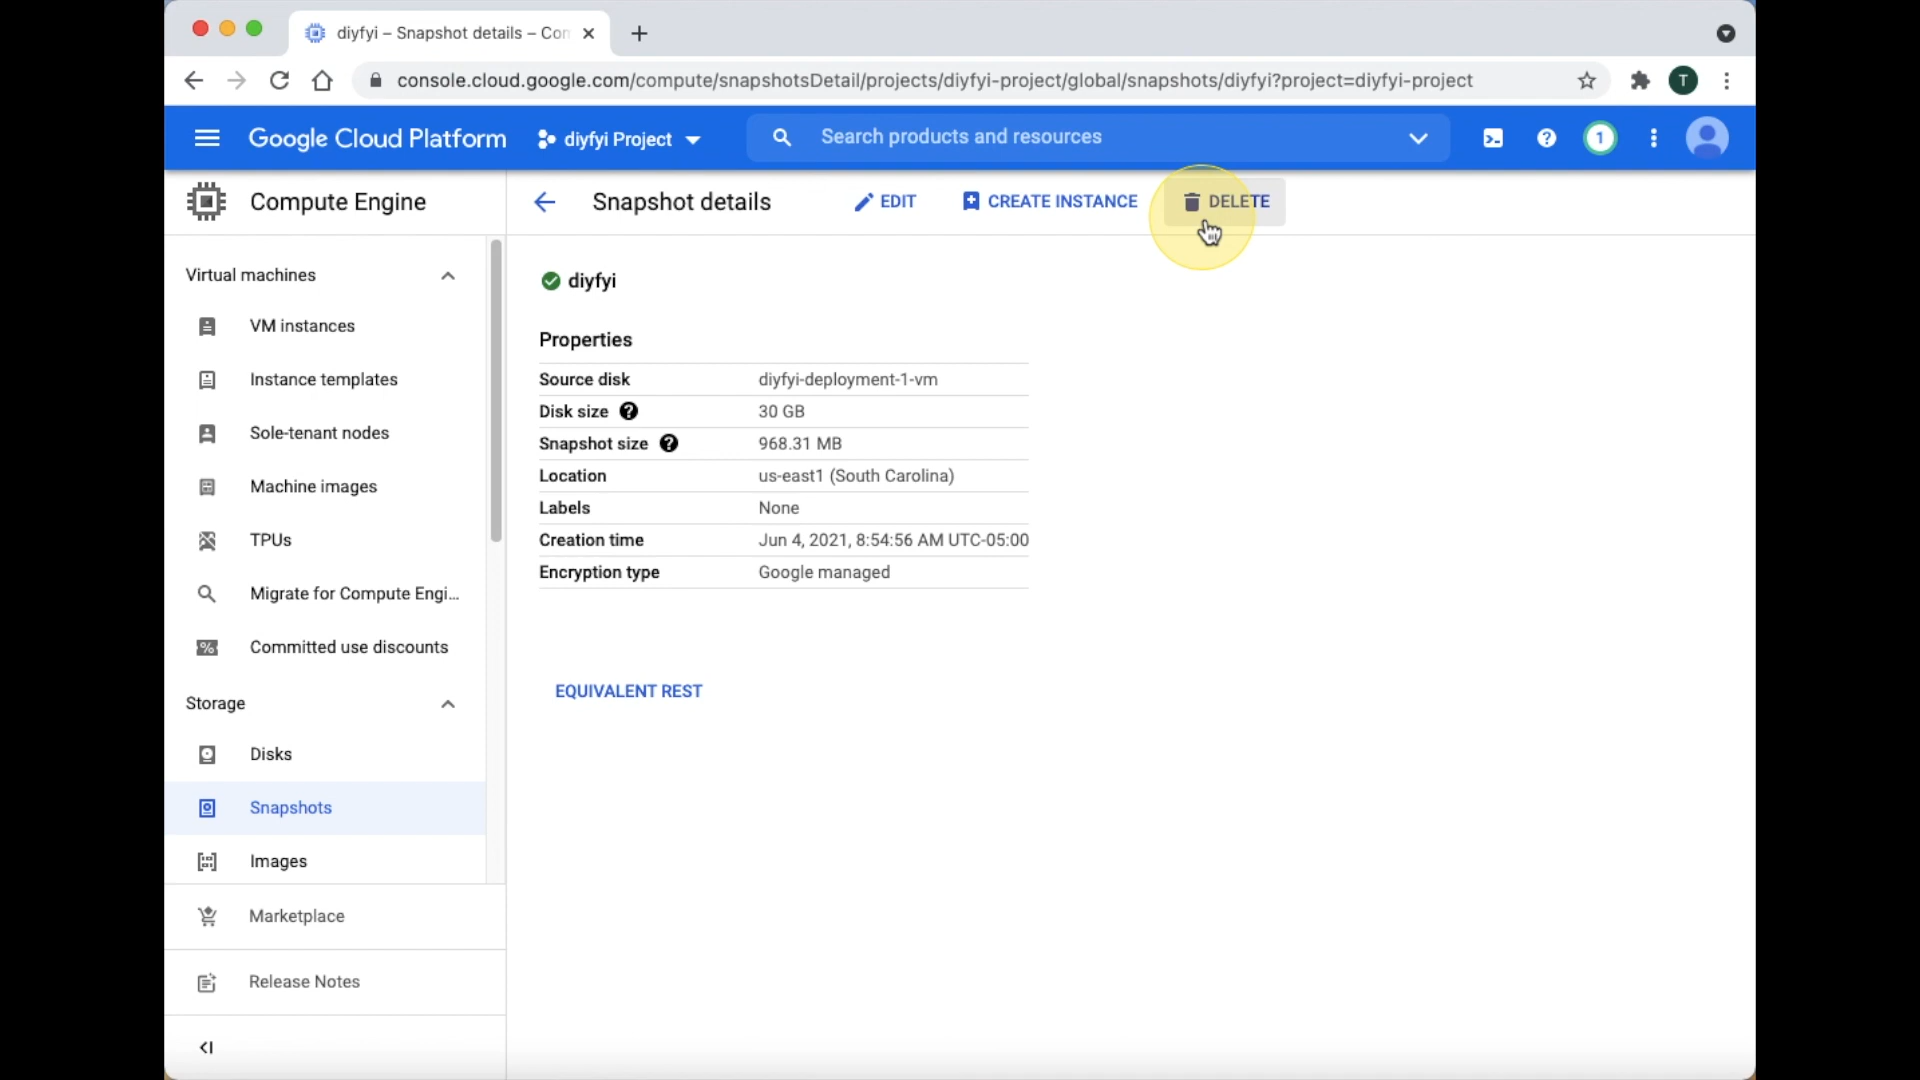 diyfyi – Snapshot details – Con
console.cloud.google.com/compute/snapshotsDetail/projects/diyfyi-project/global/snapshots/diyfyi?project=diyfyi-project
T
Google Cloud Platform
diyfyi Project
Search products and resources
1
Compute Engine
Snapshot details
EDIT
CREATE INSTANCE
DELETE
Virtual machines
VM instances
Instance templates
Sole-tenant nodes
Machine images
TPUs
Migrate for Compute Engi...
Committed use discounts
Storage
Disks
Snapshots
Images
Marketplace
Release Notes
diyfyi
Properties
Source disk diyfyi-deployment-1-vm
Disk size 30 GB
Snapshot size 968.31 MB
Location us-east1 (South Carolina)
Labels None
Creation time Jun 4, 2021, 8:54:56 AM UTC-05:00
Encryption type Google managed
EQUIVALENT REST